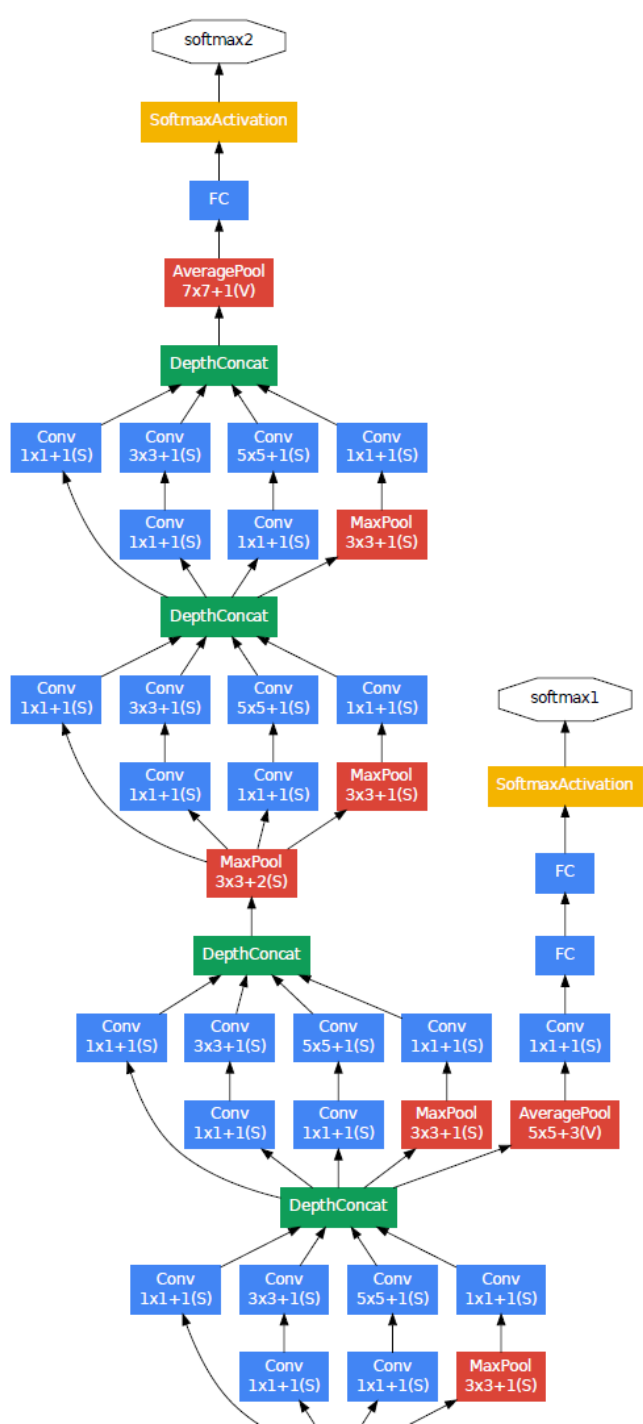 softmax2
SoftmaxActivation
FC
AveragePool
7x7+1(V)
DepthConcat
Conv
1x1+1(S)
Conv
3x3+1(S)
Conv
5x5+1(S)
Conv
1x1+1(S)
Conv
1x1+1(S)
Conv
1x1+1(S)
MaxPool
3x3+1(S)
DepthConcat
Conv
1x1+1(S)
Conv
3x3+1(S)
Conv
5x5+1(S)
Conv
1x1+1(S)
softmax1
Conv
1x1+1(S)
Conv
1x1+1(S)
MaxPool
3x3+1(S)
SoftmaxActivation
MaxPool
3x3+2(S)
FC
DepthConcat
FC
Conv
1x1+1(S)
Conv
3x3+1(S)
Conv
5x5+1(S)
Conv
1x1+1(S)
Conv
1x1+1(S)
Conv
1x1+1(S)
Conv
1x1+1(S)
MaxPool
3x3+1(S)
AveragePool
5x5+3(V)
DepthConcat
Conv
1x1+1(S)
Conv
3x3+1(S)
Conv
5x5+1(S)
Conv
1x1+1(S)
Conv
1x1+1(S)
Conv
1x1+1(S)
MaxPool
3x3+1(S)